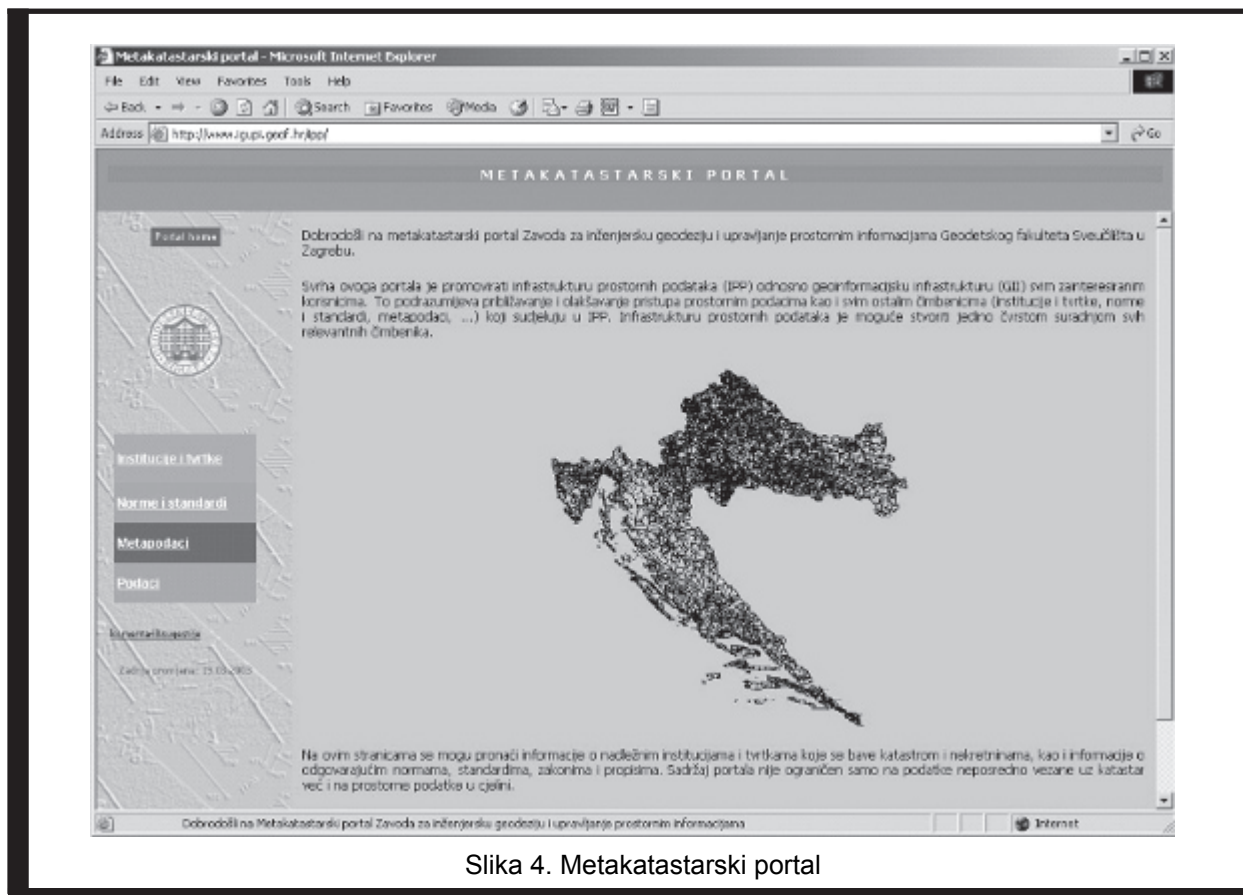 Metakatastarski portal - Microsoft Internet Explorer
File Edit View Favorites Tools Help
Back Search Favorites Media
Address http://www.igupi.geof.hr/ipp/ Go
METAKATASTARSKI PORTAL
Portal home
Dobrodošli na metakatastarski portal Zavoda za inženjersku geodeziju i upravljanje prostornim informacijama Geodetskog fakulteta Sveučilišta u
Zagrebu.
Svrha ovoga portala je promovirati infrastrukturu prostornih podataka (IPP) odnosno geoinformacijsku infrastrukturu (GII) svim zainteresiranim
korisnicima. To podrazumijeva približavanje i olakšavanje pristupa prostornim podacima kao i svim ostalim čimbenicima (institucije i tvrtke, norme
i standardi, metapodaci, ...) koji sudjeluju u IPP. Infrastrukturu prostornih podataka je moguće stvoriti jedino čvrstom suradnjom svih
relevantnih čimbenika.
Institucije i tvrtke
Norme i standardi
Metapodaci
Podaci
komentari/sugestije
Zadnja promjena:
Na ovim stranicama se mogu pronaći informacije o nadležnim institucijama i tvrtkama koje se bave katastrom i nekretninama, kao i informacije o
odgovarajućim normama, standardima, zakonima i propisima. Sadržaj portala nije ograničen samo na podatke neposredno vezane uz katastar
već i na prostorne podatke u cjelini.
Dobrodošli na Metakatastarski portal Zavoda za inženjersku geodeziju i upravljanje prostornim informacijama Internet
Slika 4. Metakatastarski portal